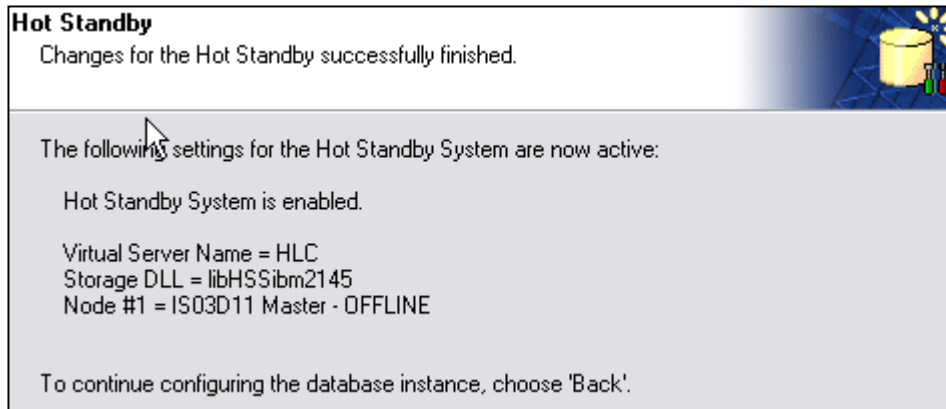 Hot Standby
Changes for the Hot Standby successfully finished.
The following settings for the Hot Standby System are now active:
Hot Standby System is enabled.
Virtual Server Name = HLC
Storage DLL = libHSSibm2145
Node #1 = IS03D11 Master - OFFLINE
To continue configuring the database instance, choose 'Back'.